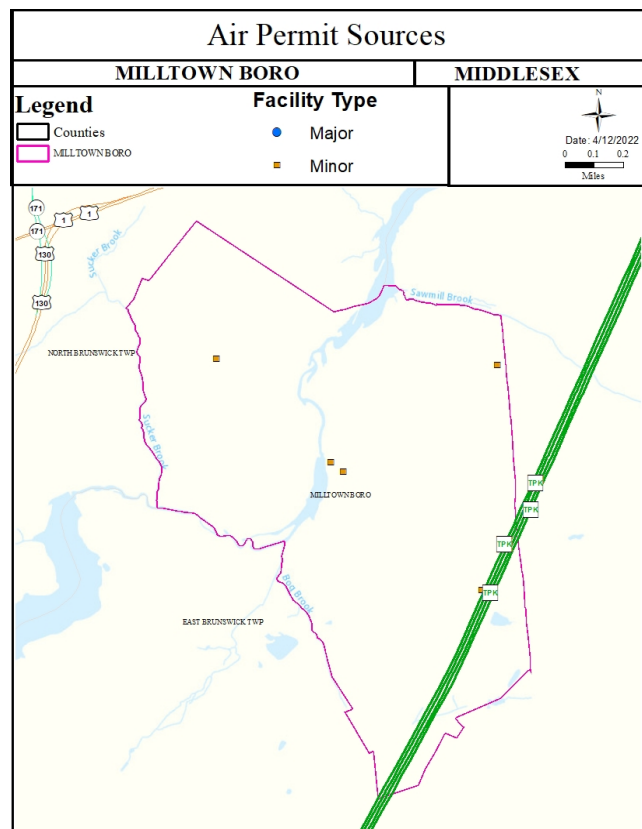 Air Permit Sources
MILLTOWN BORO
MIDDLESEX
Legend
Counties
MILLTOWN BORO
Facility Type
Major
Minor
N
Date: 4/12/2022
0 0.1 0.2
Miles
171
1
1
171
130
130
Sucker Brook
Sawmill Brook
NORTH BRUNSWICK TWP
Sucker Brook
MILLTOWN BORO
TPK
TPK
TPK
TPK
Bog Brook
EAST BRUNSWICK TWP